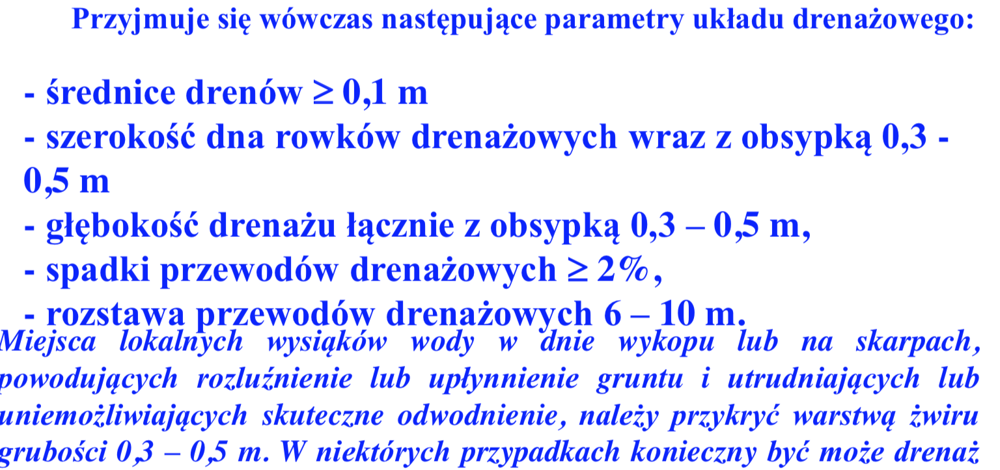 Przyjmuje się wówczas następujące parametry układu drenażowego:
- średnice drenów ≥ 0,1 m
- szerokość dna rowków drenażowych wraz z obsypką 0,3 -
0,5 m
- głębokość drenażu łącznie z obsypką 0,3 – 0,5 m,
- spadki przewodów drenażowych ≥ 2%,
- rozstawa przewodów drenażowych 6 – 10 m.
Miejsca lokalnych wysiąków wody w dnie wykopu lub na skarpach,
powodujących rozluźnienie lub upłynnienie gruntu i utrudniających lub
uniemożliwiających skuteczne odwodnienie, należy przykryć warstwą żwiru
grubości 0,3 – 0,5 m. W niektórych przypadkach konieczny być może drenaż